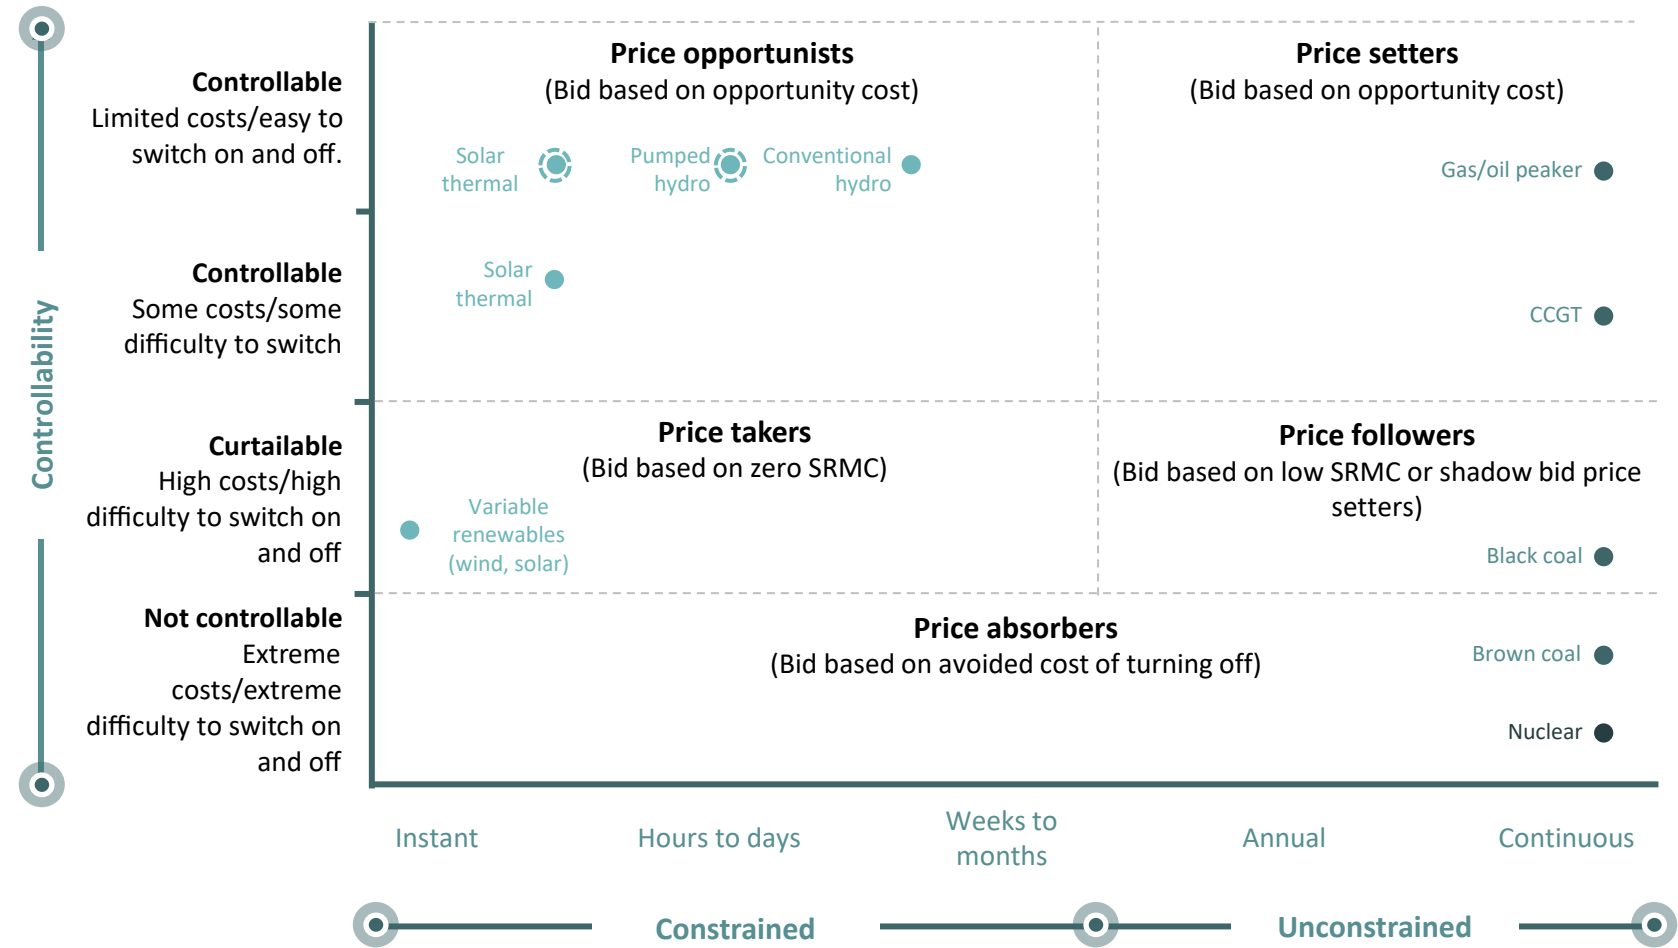 Controllability
Controllable
Limited costs/easy to
switch on and off.
Controllable
Some costs/some
difficulty to switch
Curtailable
High costs/high
difficulty to switch on
and off
Not controllable
Extreme
costs/extreme
difficulty to switch on
and off
Price opportunists
(Bid based on opportunity cost)
Solar
thermal
Pumped
hydro
Conventional
hydro
Solar
thermal
Price setters
(Bid based on opportunity cost)
Gas/oil peaker
CCGT
Price takers
(Bid based on zero SRMC)
Variable
renewables
(wind, solar)
Price followers
(Bid based on low SRMC or shadow bid price
setters)
Black coal
Price absorbers
(Bid based on avoided cost of turning off)
Brown coal
Nuclear
Instant
Hours to days
Weeks to
months
Annual
Continuous
Constrained
Unconstrained